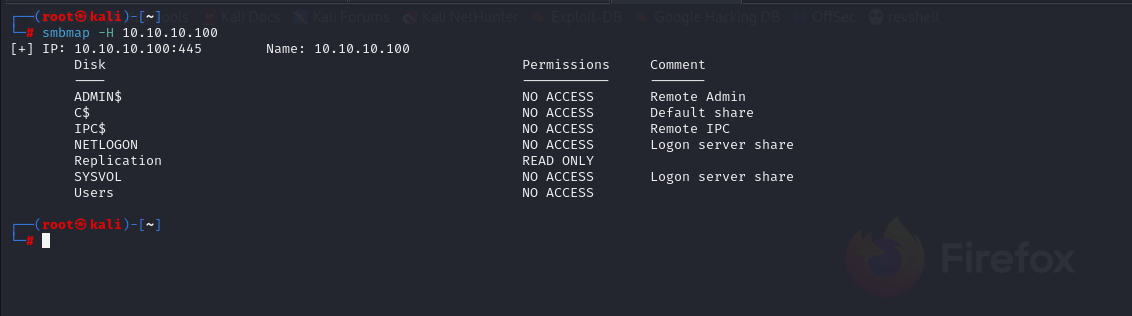 Tools Kali Docs Kali Forums Kali NetHunter Exploit-DB Google Hacking DB OffSec revshell
┌──(root㉿kali)-[~]
└─# smbmap -H 10.10.10.100
[+] IP: 10.10.10.100:445 Name: 10.10.10.100
Disk Permissions Comment
---- ----------- -------
ADMIN$ NO ACCESS Remote Admin
C$ NO ACCESS Default share
IPC$ NO ACCESS Remote IPC
NETLOGON NO ACCESS Logon server share
Replication READ ONLY
SYSVOL NO ACCESS Logon server share
Users NO ACCESS
┌──(root㉿kali)-[~]
└─#
Firefox